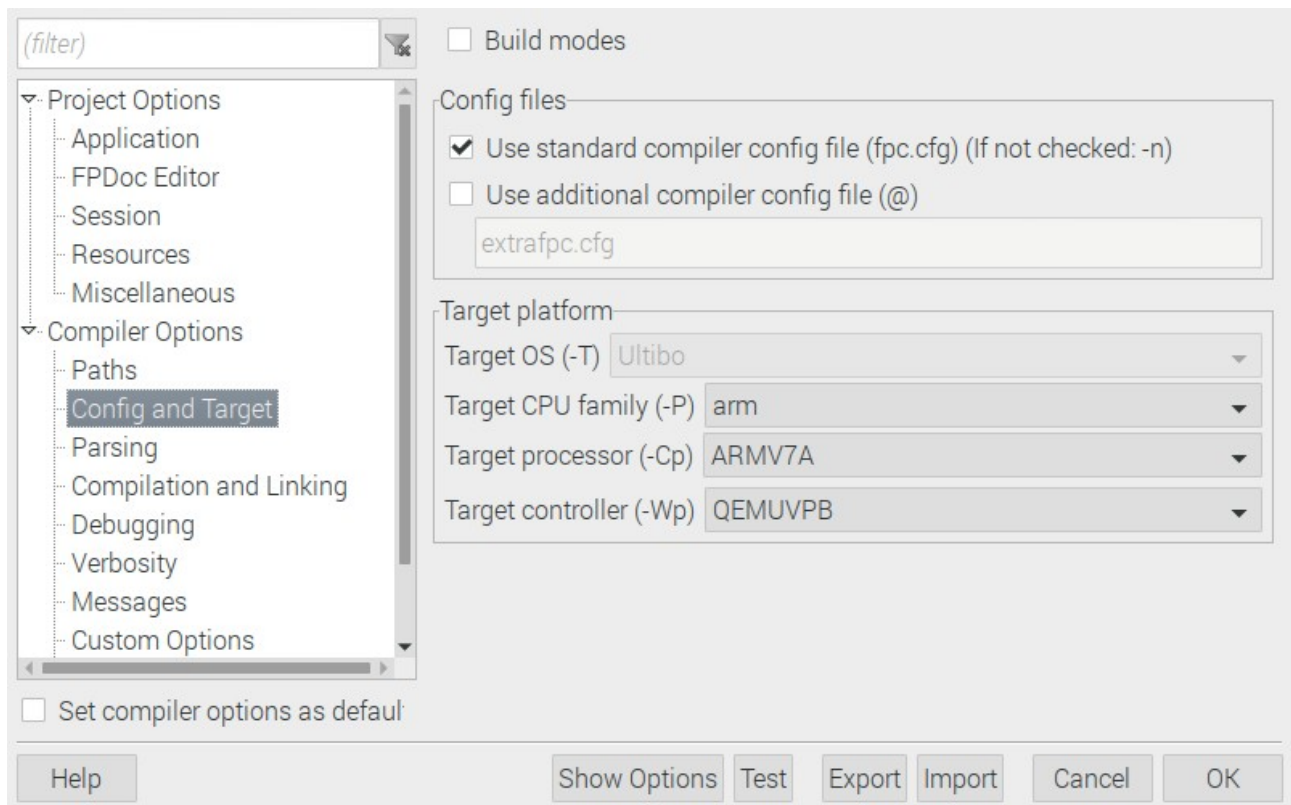 (filter)
Project Options
Application
FPDoc Editor
Session
Resources
Miscellaneous
Compiler Options
Paths
Config and Target
Parsing
Compilation and Linking
Debugging
Verbosity
Messages
Custom Options
Set compiler options as defaul
Build modes
Config files
Use standard compiler config file (fpc.cfg) (If not checked: -n)
Use additional compiler config file (@)
extrafpc.cfg
Target platform
Target OS (-T) Ultibo
Target CPU family (-P) arm
Target processor (-Cp) ARMV7A
Target controller (-Wp) QEMUVPB
Help Show Options Test Export Import Cancel OK